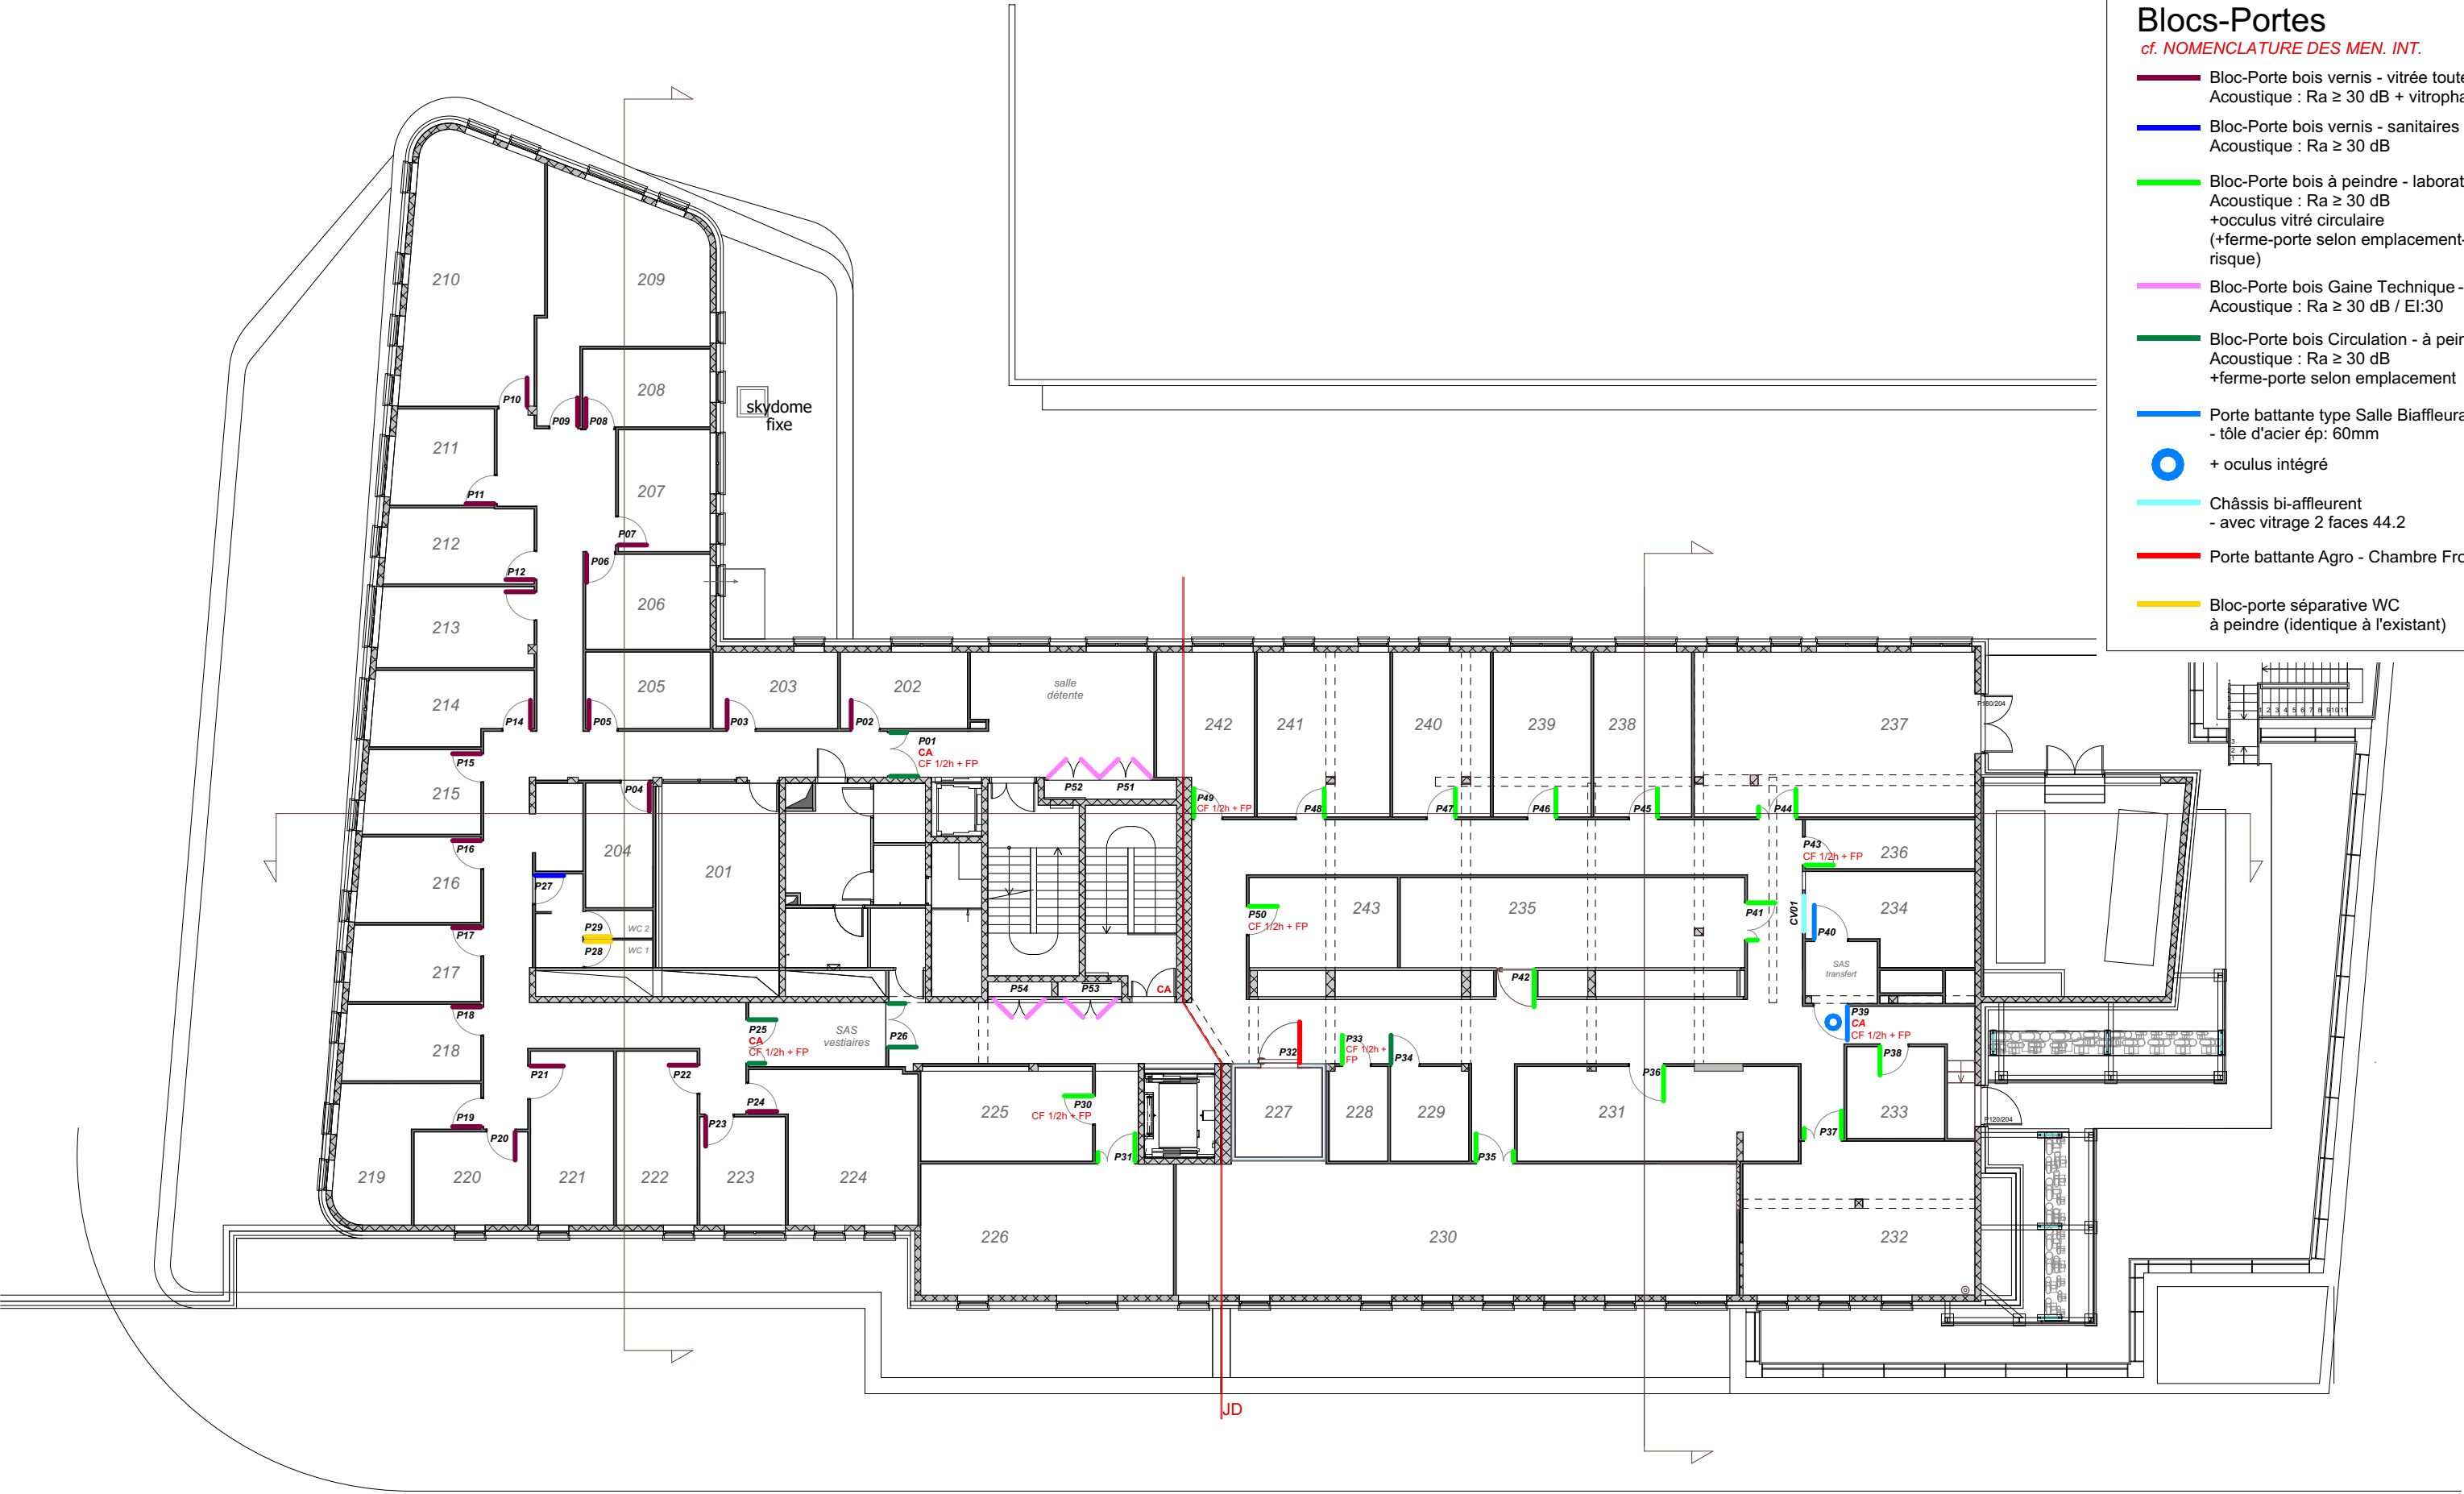 Blocs-Portes
cf. NOMENCLATURE DES MEN. INT.
Bloc-Porte bois vernis - vitrée toute
Acoustique : Ra ≥ 30 dB + vitropha
Bloc-Porte bois vernis - sanitaires
Acoustique : Ra ≥ 30 dB
Bloc-Porte bois à peindre - laborat
Acoustique : Ra ≥ 30 dB
+occulus vitré circulaire
(+ferme-porte selon emplacement-
risque)
Bloc-Porte bois Gaine Technique -
Acoustique : Ra ≥ 30 dB / EI:30
Bloc-Porte bois Circulation - à pein
Acoustique : Ra ≥ 30 dB
+ferme-porte selon emplacement
Porte battante type Salle Biaffleura
- tôle d'acier ép: 60mm
+ oculus intégré
Châssis bi-affleurent
- avec vitrage 2 faces 44.2
Porte battante Agro - Chambre Fro
Bloc-porte séparative WC
à peindre (identique à l'existant)
210
209
208
skydome
fixe
P10
P09
P08
211
207
P11
P07
212
P12
P06
206
213
214
P14
205
P05
203
P03
202
P02
salle
détente
P01
CA
CF 1/2h + FP
P52
P51
242
241
240
239
238
237
P180/204
P49
CF 1/2h + FP
P48
P47
P46
P45
P44
P15
215
P04
P16
204
201
216
P27
P29
WC 2
P28
WC 1
P17
217
P43
CF 1/2h + FP
236
243
235
P50
CF 1/2h + FP
P41
CV01
P40
234
SAS
transfert
P42
P54
P53
CA
P18
218
P25
CA
CF 1/2h + FP
SAS
vestiaires
P26
P39
CA
CF 1/2h + FP
P32
P33
CF 1/2h +
FP
P34
P38
P21
P22
P36
P24
P19
P20
P23
225
P30
CF 1/2h + FP
P31
227
228
229
231
233
P120/204
P35
P37
219
220
221
222
223
224
226
230
232
JD